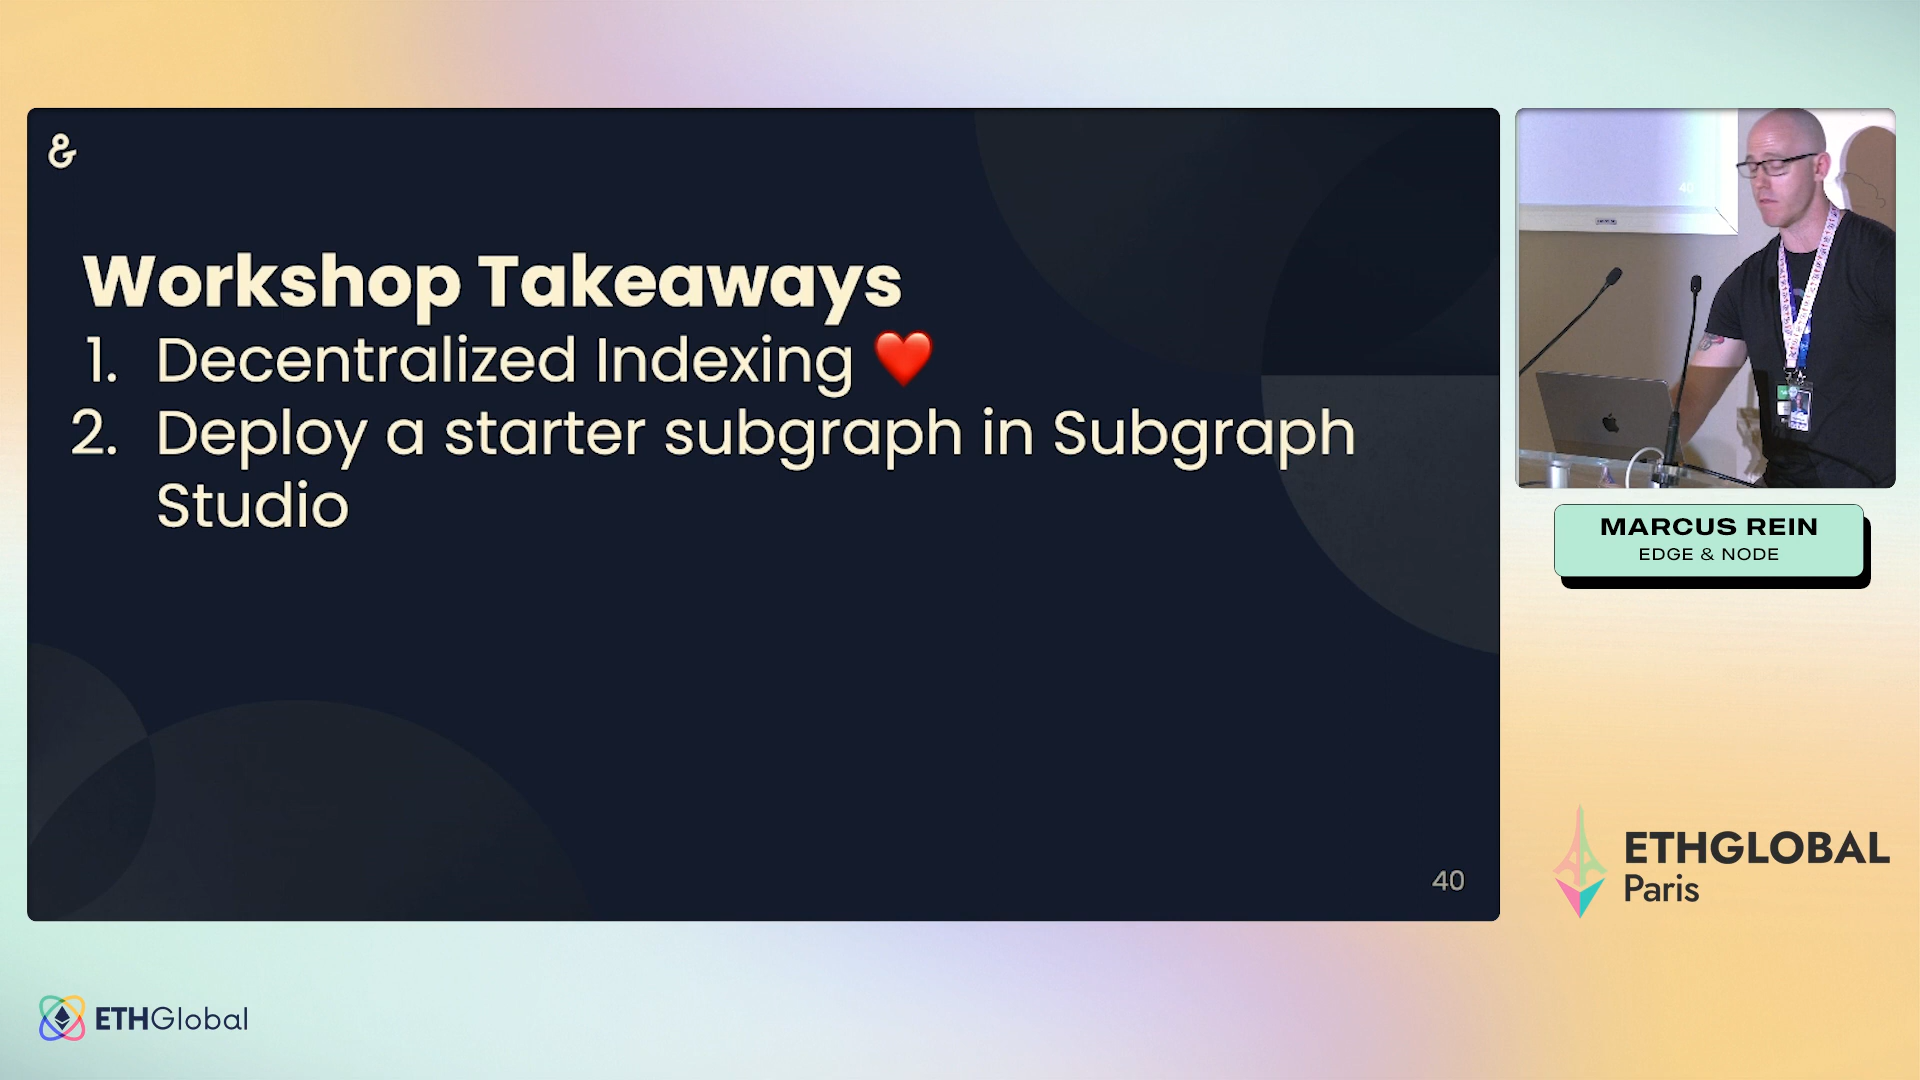 &
Workshop Takeaways
1. Decentralized Indexing ❤️
2. Deploy a starter subgraph in Subgraph
Studio
40
40
MARCUS REIN
EDGE & NODE
ETHGLOBAL
Paris
ETHGlobal